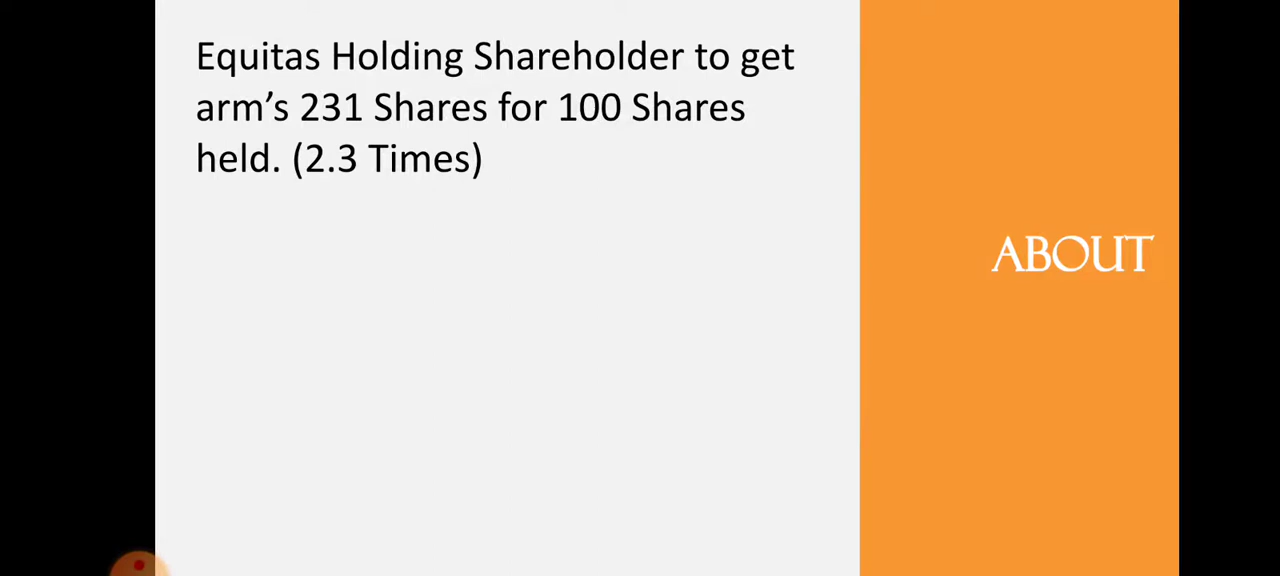 Equitas Holding Shareholder to get
arm’s 231 Shares for 100 Shares
held. (2.3 Times)
ABOUT